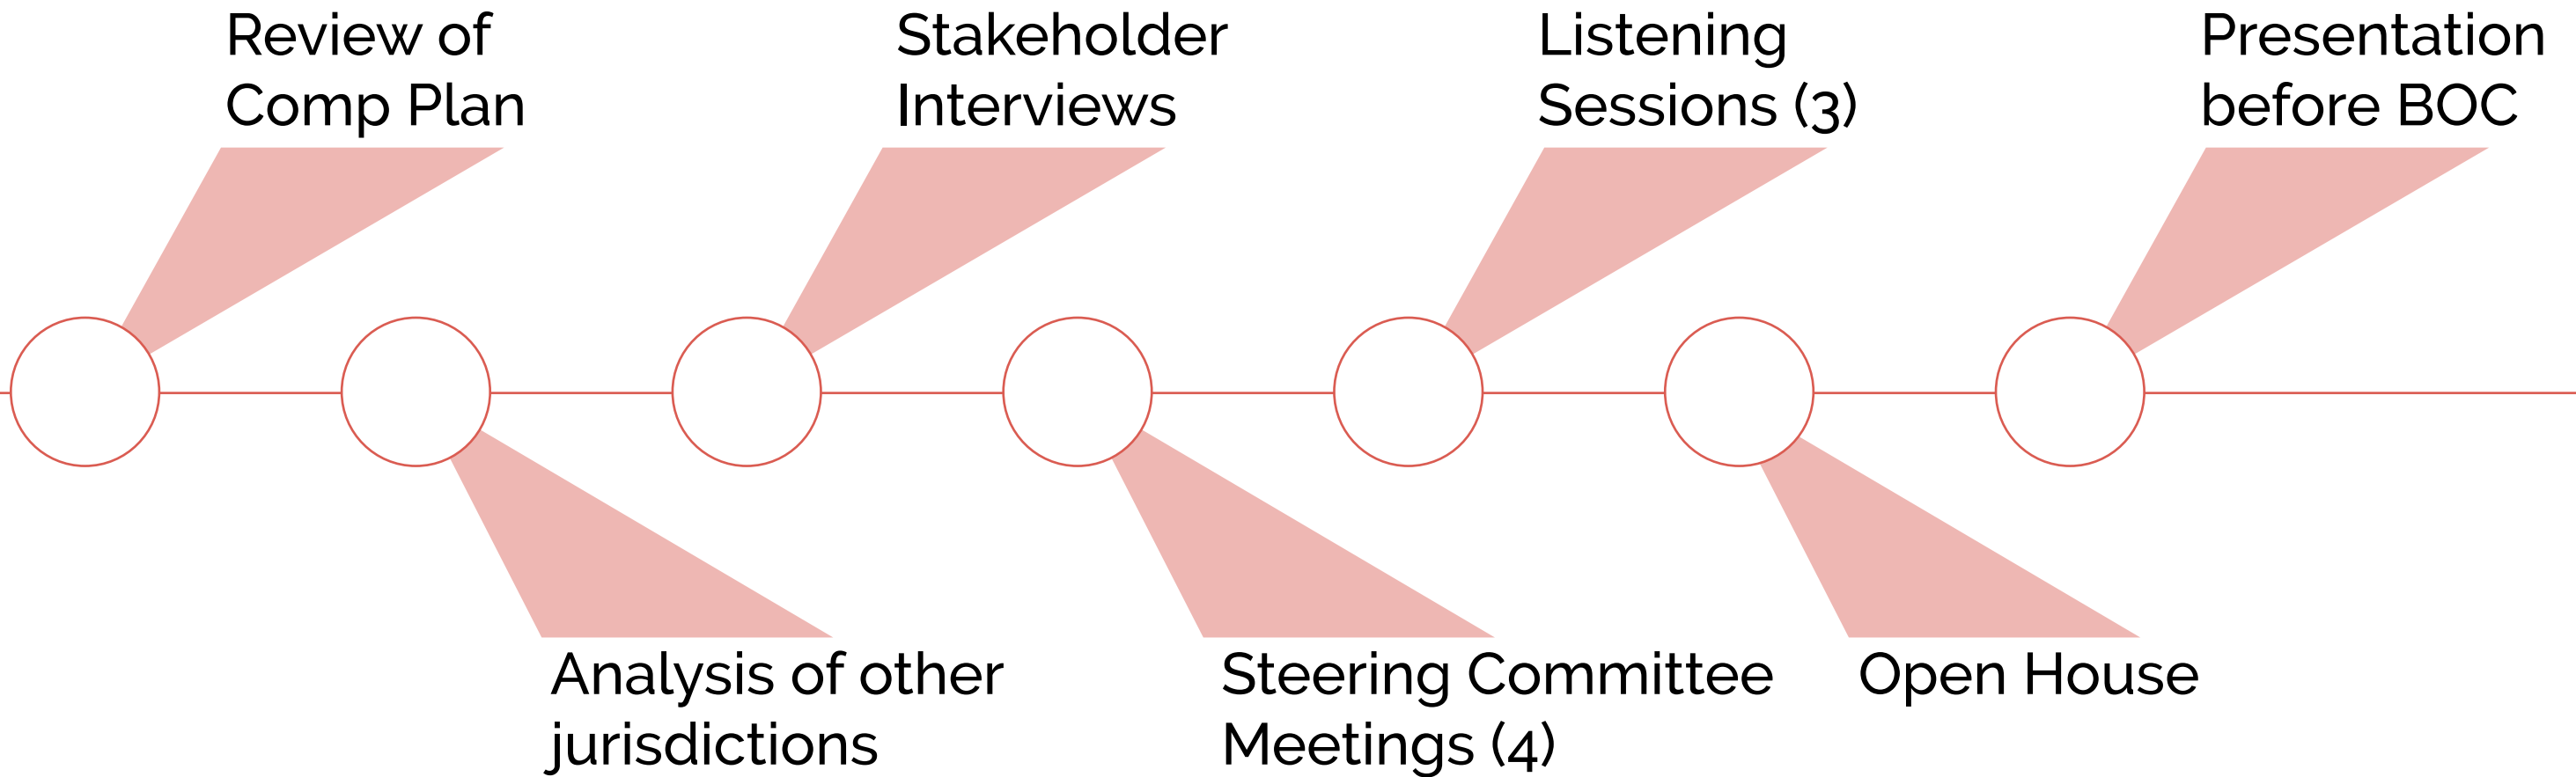 Review of
Comp Plan
Analysis of other
jurisdictions
Stakeholder
Interviews
Steering Committee
Meetings (4)
Listening
Sessions (3)
Open House
Presentation
before BOC